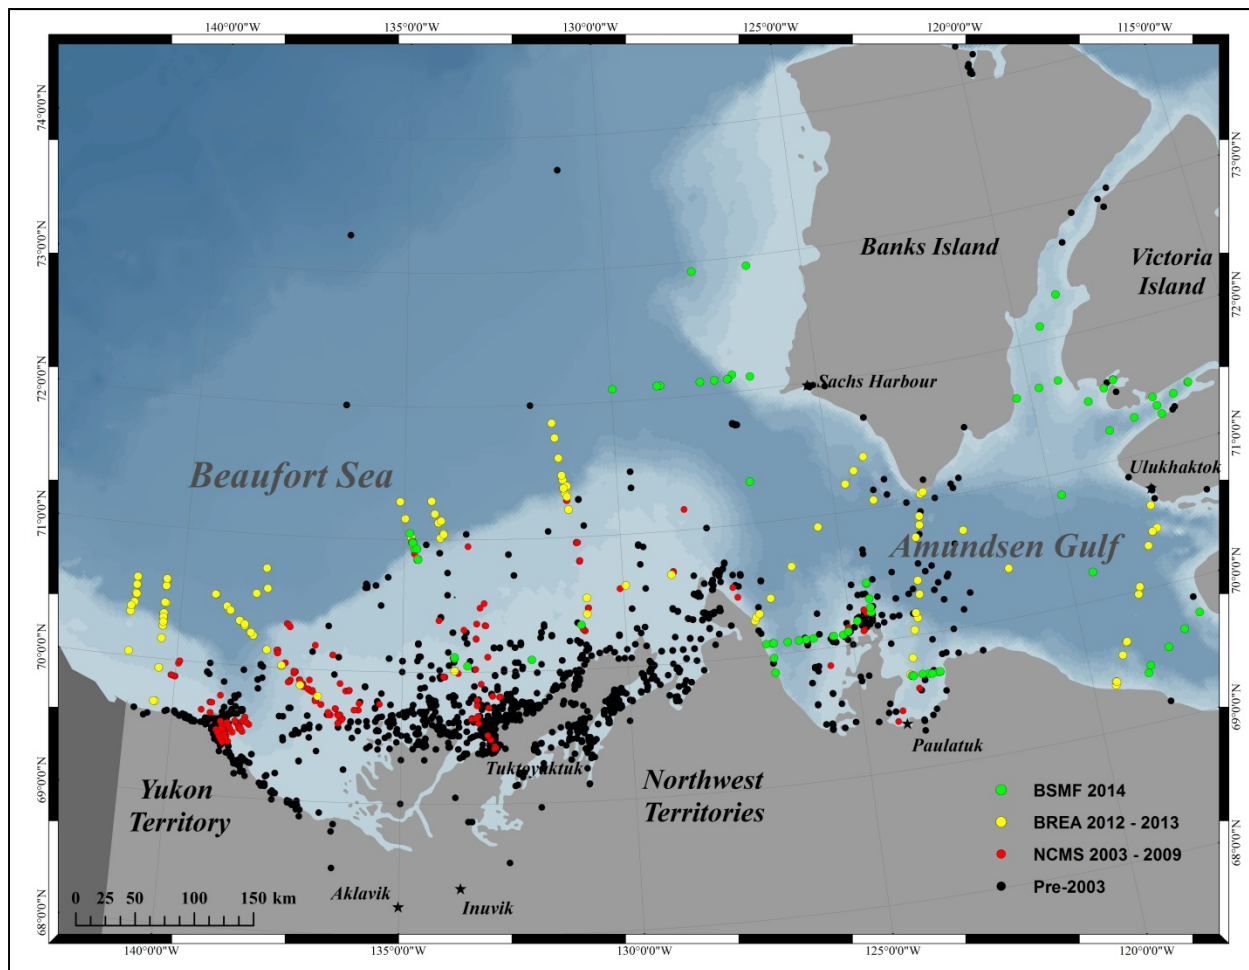 140°0'0"W 135°0'0"W 130°0'0"W 125°0'0"W 120°0'0"W 115°0'0"W
74°0'0"N
73°0'0"N
72°0'0"N
71°0'0"N
70°0'0"N
69°0'0"N
68°0'0"N
Banks Island
Victoria
Island
Sachs Harbour
Beaufort Sea
Ulukhaktok
Amundsen Gulf
Paulatuk
Tuktoyaktuk
Yukon
Territory
Northwest
Territories
Aklavik
Inuvik
BSMF 2014
BREA 2012 - 2013
NCMS 2003 - 2009
Pre-2003
0 25 50 100 150 km
73°0'0"N
72°0'0"N
71°0'0"N
70°0'0"N
69°0'0"N
68°0'0"N
140°0'0"W 135°0'0"W 130°0'0"W 125°0'0"W 120°0'0"W